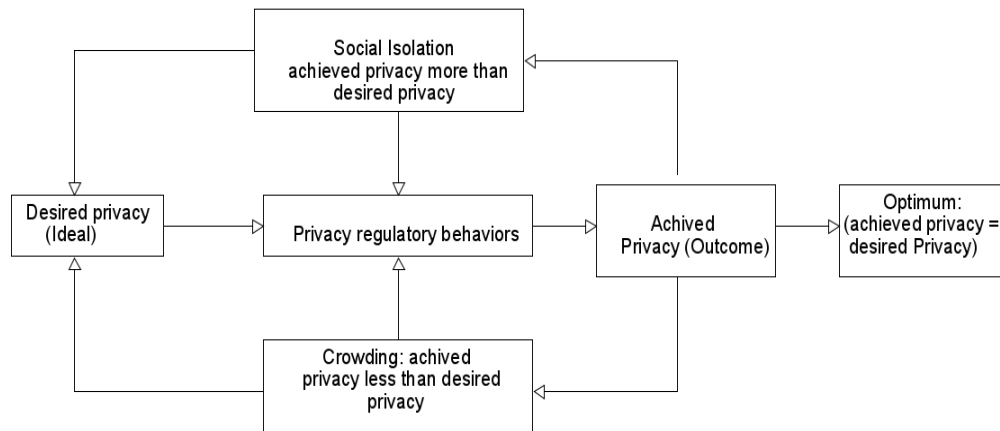 Social Isolation
achieved privacy more than
desired privacy
Desired privacy
(Ideal)
Privacy regulatory behaviors
Achived
Privacy (Outcome)
Optimum:
(achieved privacy =
desired Privacy)
Crowding: achived
privacy less than desired
privacy